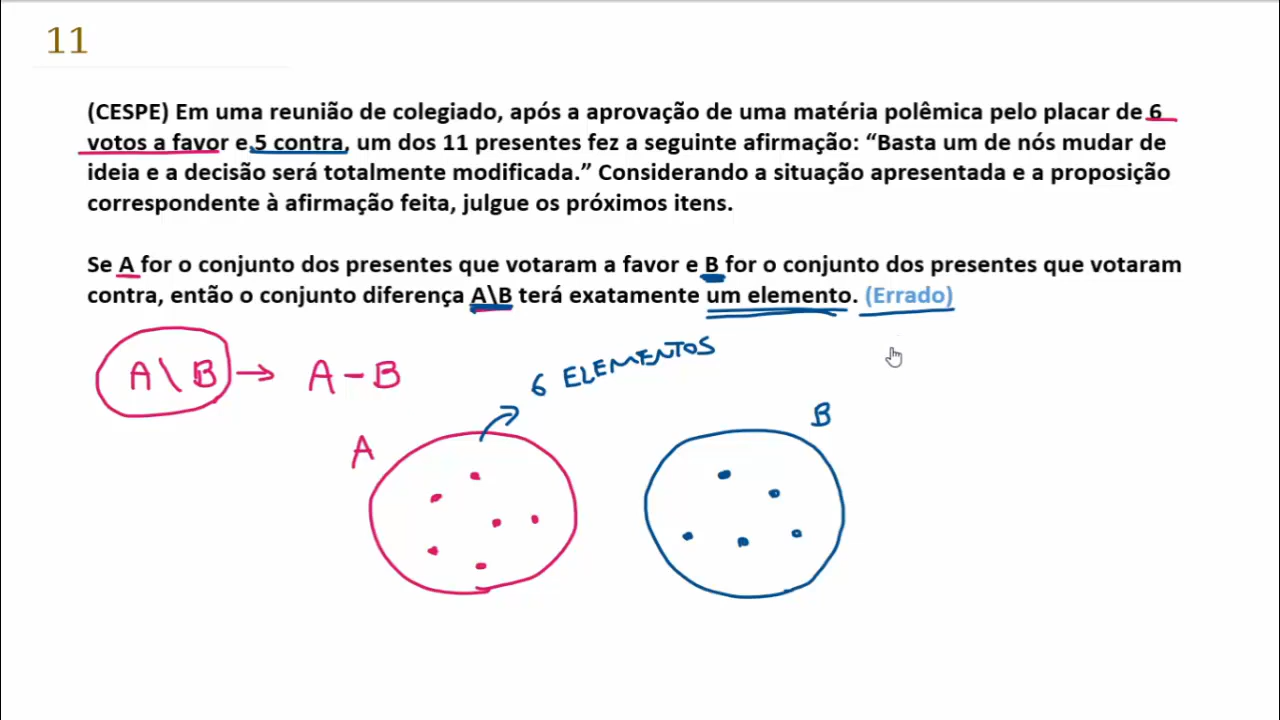 11
(CESPE) Em uma reunião de colegiado, após a aprovação de uma matéria polêmica pelo placar de 6
votos a favor e 5 contra, um dos 11 presentes fez a seguinte afirmação: “Basta um de nós mudar de
ideia e a decisão será totalmente modificada.” Considerando a situação apresentada e a proposição
correspondente à afirmação feita, julgue os próximos itens.
Se A for o conjunto dos presentes que votaram a favor e B for o conjunto dos presentes que votaram
contra, então o conjunto diferença A\B terá exatamente um elemento. (Errado)
A \ B → A - B
6 ELEMENTOS
A
B